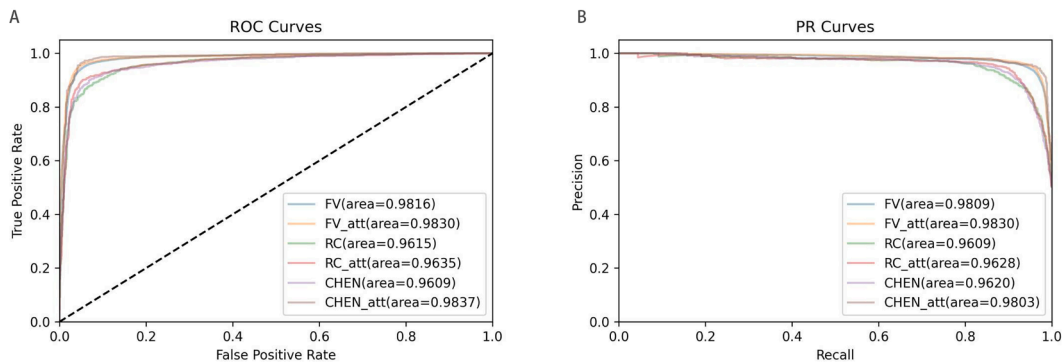 A
ROC Curves
1.0
0.8
0.6
0.4
0.2
0.0
True Positive Rate
0.0
0.2
0.4
0.6
0.8
1.0
False Positive Rate
FV(area=0.9816)
FV_att(area=0.9830)
RC(area=0.9615)
RC_att(area=0.9635)
CHEN(area=0.9609)
CHEN_att(area=0.9837)
B
PR Curves
1.0
0.8
0.6
0.4
0.2
0.0
Precision
0.0
0.2
0.4
0.6
0.8
1.0
Recall
FV(area=0.9809)
FV_att(area=0.9830)
RC(area=0.9609)
RC_att(area=0.9628)
CHEN(area=0.9620)
CHEN_att(area=0.9803)